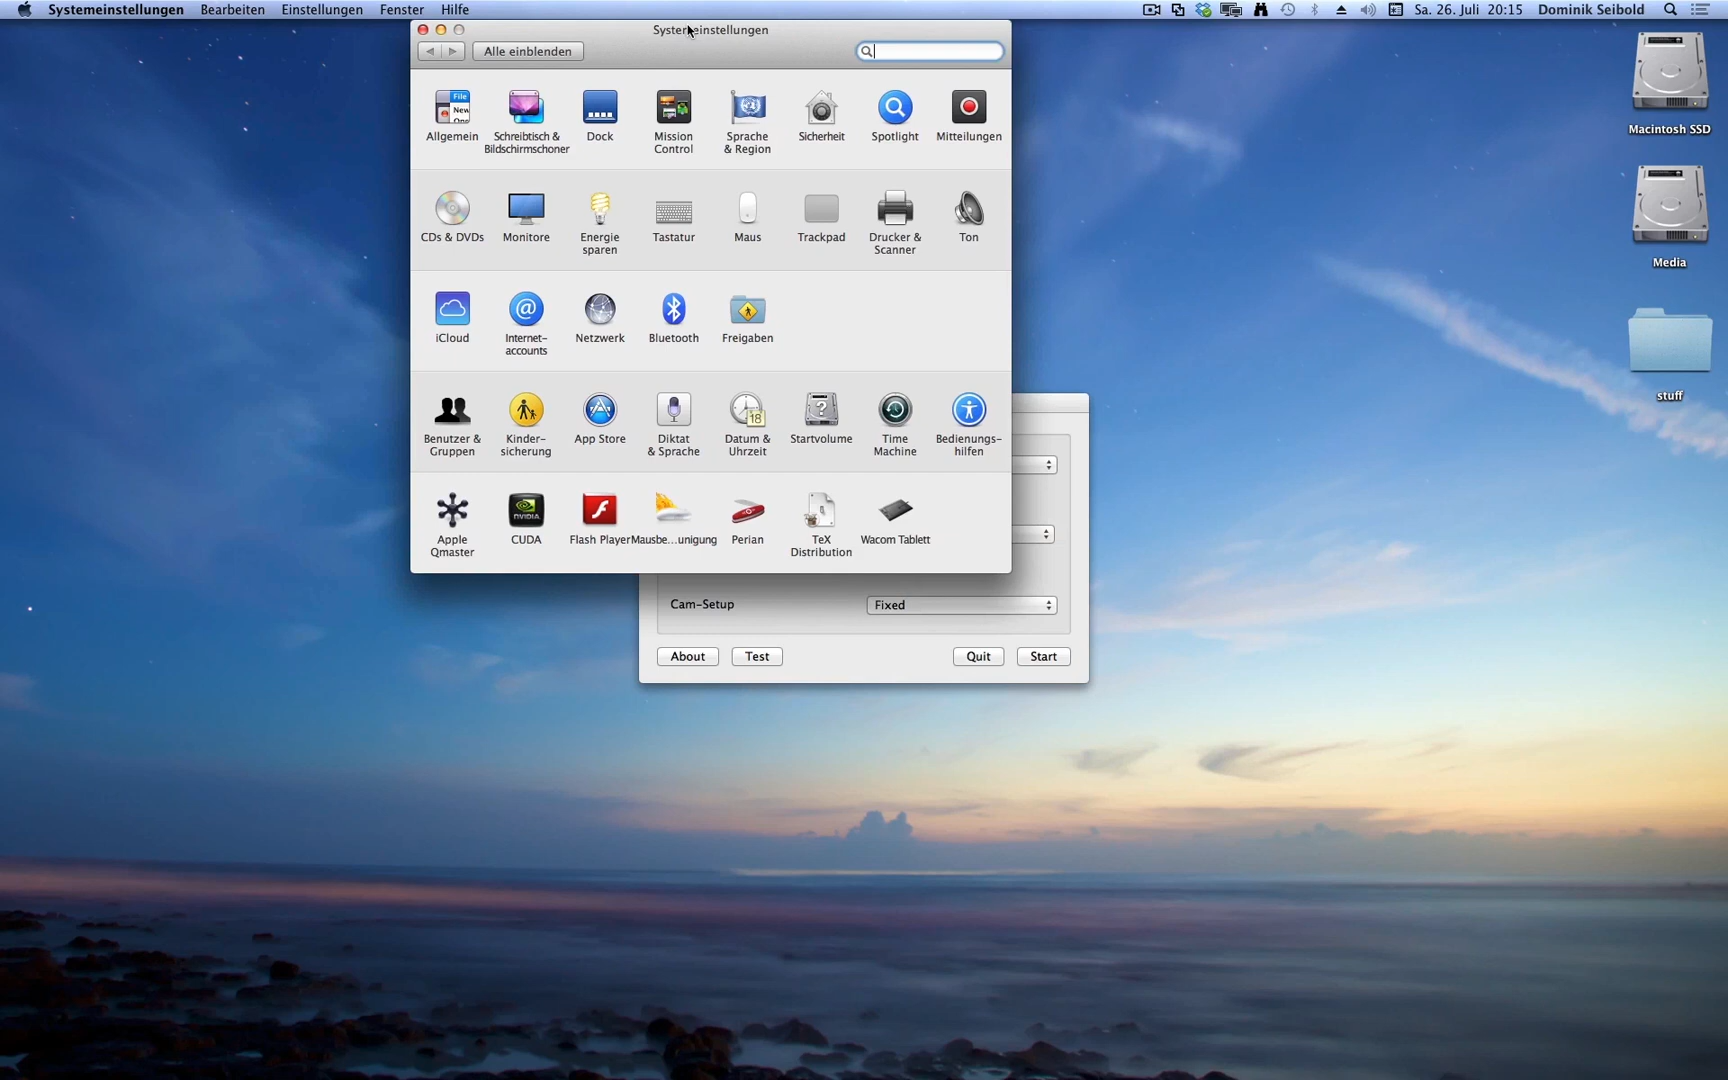 Systemeinstellungen Bearbeiten Einstellungen Fenster Hilfe Sa. 26. Juli 20:15 Dominik Seibold
Systemeinstellungen
Alle einblenden
File
New
Allgemein
Schreibtisch &
Bildschirmschoner
Dock
Mission
Control
Sprache
& Region
Sicherheit
Spotlight
Mitteilungen
CDs & DVDs
Monitore
Energie
sparen
Tastatur
Maus
Trackpad
Drucker &
Scanner
Ton
iCloud
Internet-
accounts
Netzwerk
Bluetooth
Freigaben
Benutzer &
Gruppen
Kinder-
sicherung
App Store
Diktat
& Sprache
18
Datum &
Uhrzeit
Startvolume
Time
Machine
Bedienungs-
hilfen
Apple
Qmaster
NVIDIA
CUDA
Flash Player
Mausbe...unigung
Perian
TeX
Distribution
Wacom Tablett
Cam-Setup
Fixed
About
Test
Quit
Start
Macintosh SSD
Media
stuff